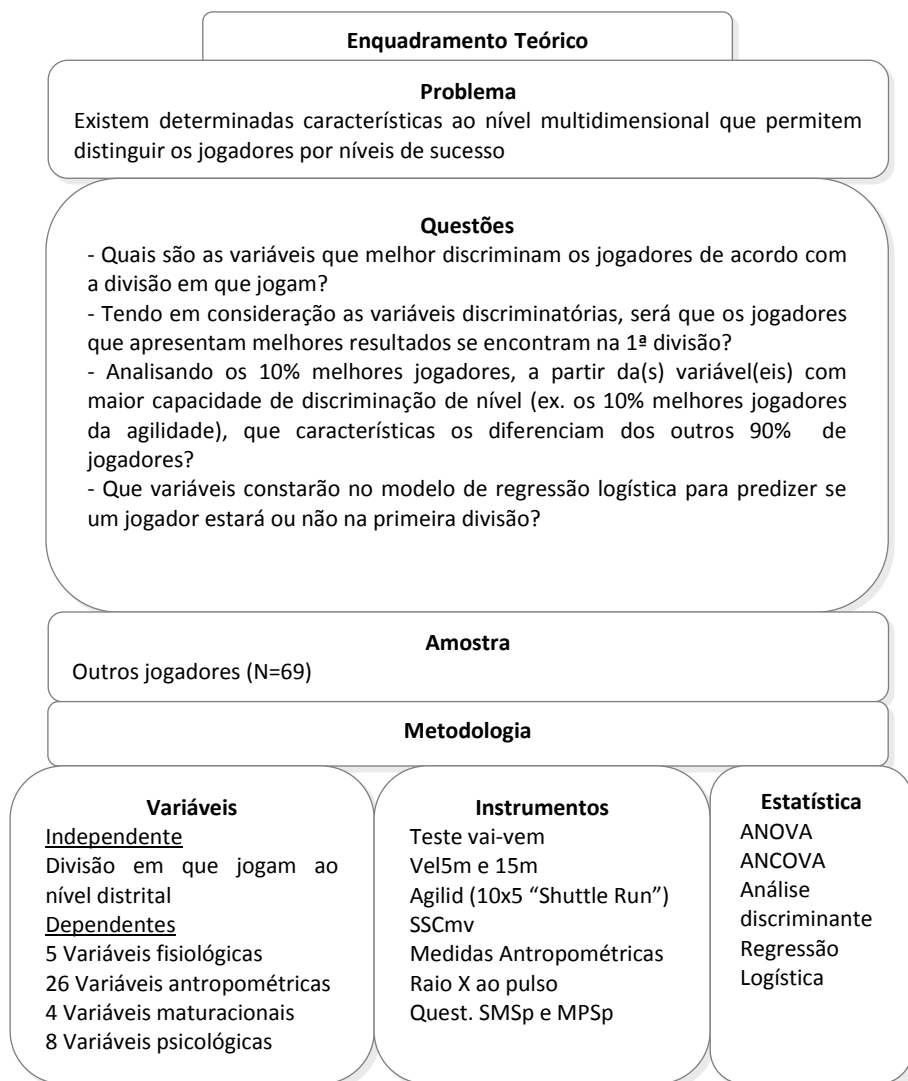 Enquadramento Teórico
Problema
Existem determinadas características ao nível multidimensional que permitem
distinguir os jogadores por níveis de sucesso
Questões
- Quais são as variáveis que melhor discriminam os jogadores de acordo com
a divisão em que jogam?
- Tendo em consideração as variáveis discriminatórias, será que os jogadores
que apresentam melhores resultados se encontram na 1ª divisão?
- Analisando os 10% melhores jogadores, a partir da(s) variável(eis) com
maior capacidade de discriminação de nível (ex. os 10% melhores jogadores
da agilidade), que características os diferenciam dos outros 90% de
jogadores?
- Que variáveis constarão no modelo de regressão logística para predizer se
um jogador estará ou não na primeira divisão?
Amostra
Outros jogadores (N=69)
Metodologia
Variáveis
Independente
Divisão em que jogam ao
nível distrital
Dependentes
5 Variáveis fisiológicas
26 Variáveis antropométricas
4 Variáveis maturacionais
8 Variáveis psicológicas
Instrumentos
Teste vai-vem
Vel5m e 15m
Agilid (10x5 “Shuttle Run”)
SSCmv
Medidas Antropométricas
Raio X ao pulso
Quest. SMSp e MPSp
Estatística
ANOVA
ANCOVA
Análise
discriminante
Regressão
Logística